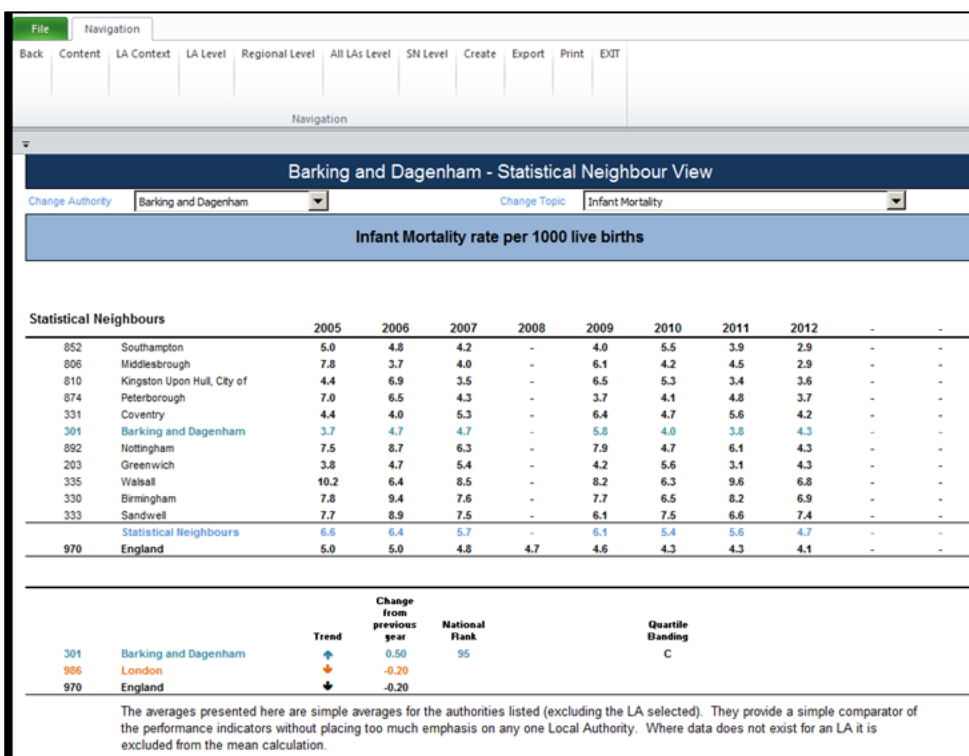 File Navigation
Back Content LA Context LA Level Regional Level All LAs Level SN Level Create Export Print EXIT
Navigation
Barking and Dagenham - Statistical Neighbour View
Change Authority Barking and Dagenham Change Topic Infant Mortality
Infant Mortality rate per 1000 live births
Statistical Neighbours 2005 2006 2007 2008 2009 2010 2011 2012 - -
852 Southampton 5.0 4.8 4.2 - 4.0 5.5 3.9 2.9 - -
806 Middlesbrough 7.8 3.7 4.0 - 6.1 4.2 4.5 2.9 - -
810 Kingston Upon Hull, City of 4.4 6.9 3.5 - 6.5 5.3 3.4 3.6 - -
874 Peterborough 7.0 6.5 4.3 - 3.7 4.1 4.8 3.7 - -
331 Coventry 4.4 4.0 5.3 - 6.4 4.7 5.6 4.2 - -
301 Barking and Dagenham 3.7 4.7 4.7 - 5.8 4.0 3.8 4.3 - -
892 Nottingham 7.5 8.7 6.3 - 7.9 4.7 6.1 4.3 - -
203 Greenwich 3.8 4.7 5.4 - 4.2 5.6 3.1 4.3 - -
335 Walsall 10.2 6.4 8.5 - 8.2 6.3 9.6 6.8 - -
330 Birmingham 7.8 9.4 7.6 - 7.7 6.5 8.2 6.9 - -
333 Sandwell 7.7 8.9 7.5 - 6.1 7.5 6.6 7.4 - -
Statistical Neighbours 6.6 6.4 5.7 - 6.1 5.4 5.6 4.7 - -
970 England 5.0 5.0 4.8 4.7 4.6 4.3 4.3 4.1 - -
Change
from
previous National Quartile
Trend year Rank Banding
301 Barking and Dagenham 0.50 95 C
986 London -0.20
970 England -0.20
The averages presented here are simple averages for the authorities listed (excluding the LA selected). They provide a simple comparator of
the performance indicators without placing too much emphasis on any one Local Authority. Where data does not exist for an LA it is
excluded from the mean calculation.